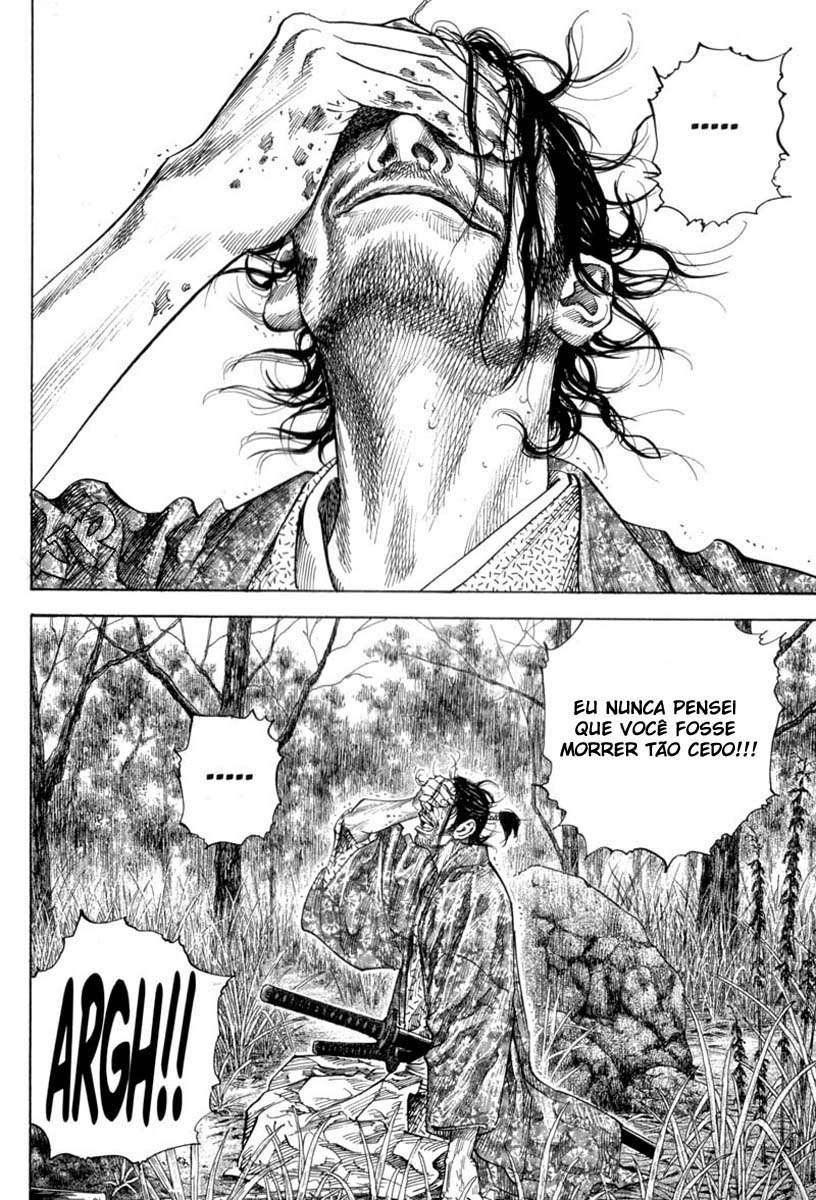 .....
EU NUNCA PENSEI
QUE VOCÊ FOSSE
MORRER TÃO CEDO!!!
.....
ARGH!!